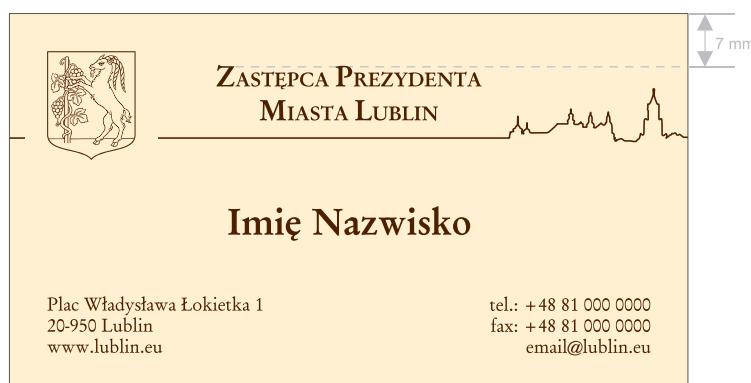 7 mm
Zastępca Prezydenta
Miasta Lublin
Imię Nazwisko
Plac Władysława Łokietka 1
20-950 Lublin
www.lublin.eu
tel.: +48 81 000 0000
fax: +48 81 000 0000
email@lublin.eu